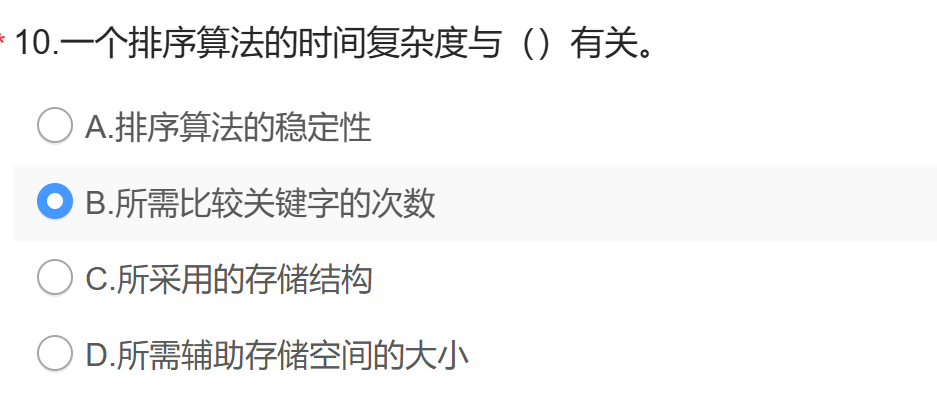 * 10.一个排序算法的时间复杂度与（）有关。
A.排序算法的稳定性
B.所需比较关键字的次数
C.所采用的存储结构
D.所需辅助存储空间的大小